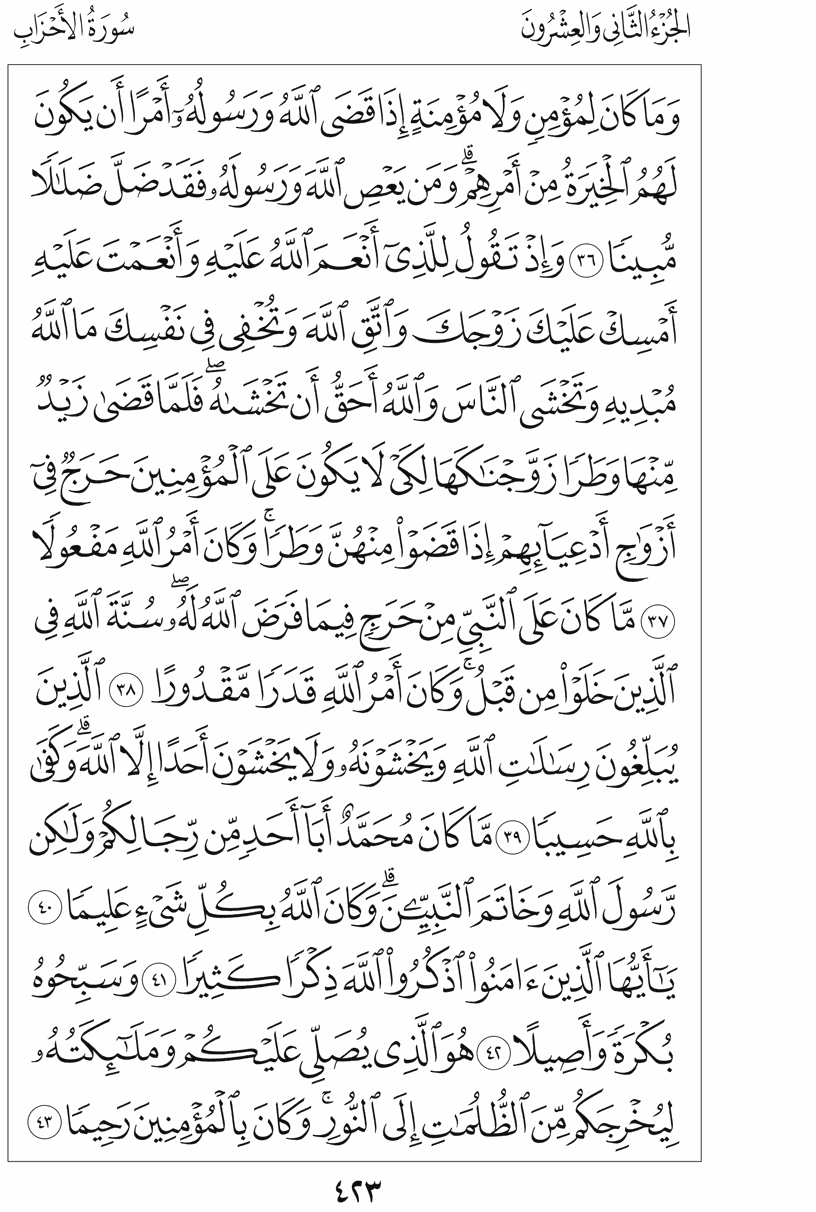 الجُزْءُ الثَّانِي وَالعِشْرُونَ سُورَةُ الأَحْزَابِ
وَمَا كَانَ لِمُؤْمِنٍ وَلَا مُؤْمِنَةٍ إِذَا قَضَى ٱللَّهُ وَرَسُولُهُۥٓ أَمْرًا أَن يَكُونَ
لَهُمُ ٱلْخِيَرَةُ مِنْ أَمْرِهِمْ ۗ وَمَن يَعْصِ ٱللَّهَ وَرَسُولَهُۥ فَقَدْ ضَلَّ ضَلَٰلًا
مُّبِينًا ٣٦ وَإِذْ تَقُولُ لِلَّذِىٓ أَنْعَمَ ٱللَّهُ عَلَيْهِ وَأَنْعَمْتَ عَلَيْهِ
أَمْسِكْ عَلَيْكَ زَوْجَكَ وَٱتَّقِ ٱللَّهَ وَتُخْفِى فِى نَفْسِكَ مَا ٱللَّهُ
مُبْدِيهِ وَتَخْشَى ٱلنَّاسَ وَٱللَّهُ أَحَقُّ أَن تَخْشَىٰهُ ۖ فَلَمَّا قَضَىٰ زَيْدٌ
مِّنْهَا وَطَرًا زَوَّجْنَٰكَهَا لِكَىْ لَا يَكُونَ عَلَى ٱلْمُؤْمِنِينَ حَرَجٌ فِىٓ
أَزْوَٰجِ أَدْعِيَآئِهِمْ إِذَا قَضَوْا۟ مِنْهُنَّ وَطَرًا ۚ وَكَانَ أَمْرُ ٱللَّهِ مَفْعُولًا
٣٧ مَّا كَانَ عَلَى ٱلنَّبِىِّ مِنْ حَرَجٍ فِيمَا فَرَضَ ٱللَّهُ لَهُۥ ۖ سُنَّةَ ٱللَّهِ فِى
ٱلَّذِينَ خَلَوْا۟ مِن قَبْلُ ۚ وَكَانَ أَمْرُ ٱللَّهِ قَدَرًا مَّقْدُورًا ٣٨ ٱلَّذِينَ
يُبَلِّغُونَ رِسَٰلَٰتِ ٱللَّهِ وَيَخْشَوْنَهُۥ وَلَا يَخْشَوْنَ أَحَدًا إِلَّا ٱللَّهَ ۗ وَكَفَىٰ
بِٱللَّهِ حَسِيبًا ٣٩ مَّا كَانَ مُحَمَّدٌ أَبَآ أَحَدٍ مِّن رِّجَالِكُمْ وَلَٰكِن
رَّسُولَ ٱللَّهِ وَخَاتَمَ ٱلنَّبِيِّـۧنَ ۗ وَكَانَ ٱللَّهُ بِكُلِّ شَىْءٍ عَلِيمًا ٤٠
يَٰٓأَيُّهَا ٱلَّذِينَ ءَامَنُوا۟ ٱذْكُرُوا۟ ٱللَّهَ ذِكْرًا كَثِيرًا ٤١ وَسَبِّحُوهُ
بُكْرَةً وَأَصِيلًا ٤٢ هُوَ ٱلَّذِى يُصَلِّى عَلَيْكُمْ وَمَلَٰٓئِكَتُهُۥ
لِيُخْرِجَكُم مِّنَ ٱلظُّلُمَٰتِ إِلَى ٱلنُّورِ ۚ وَكَانَ بِٱلْمُؤْمِنِينَ رَحِيمًا ٤٣
٤٢٣